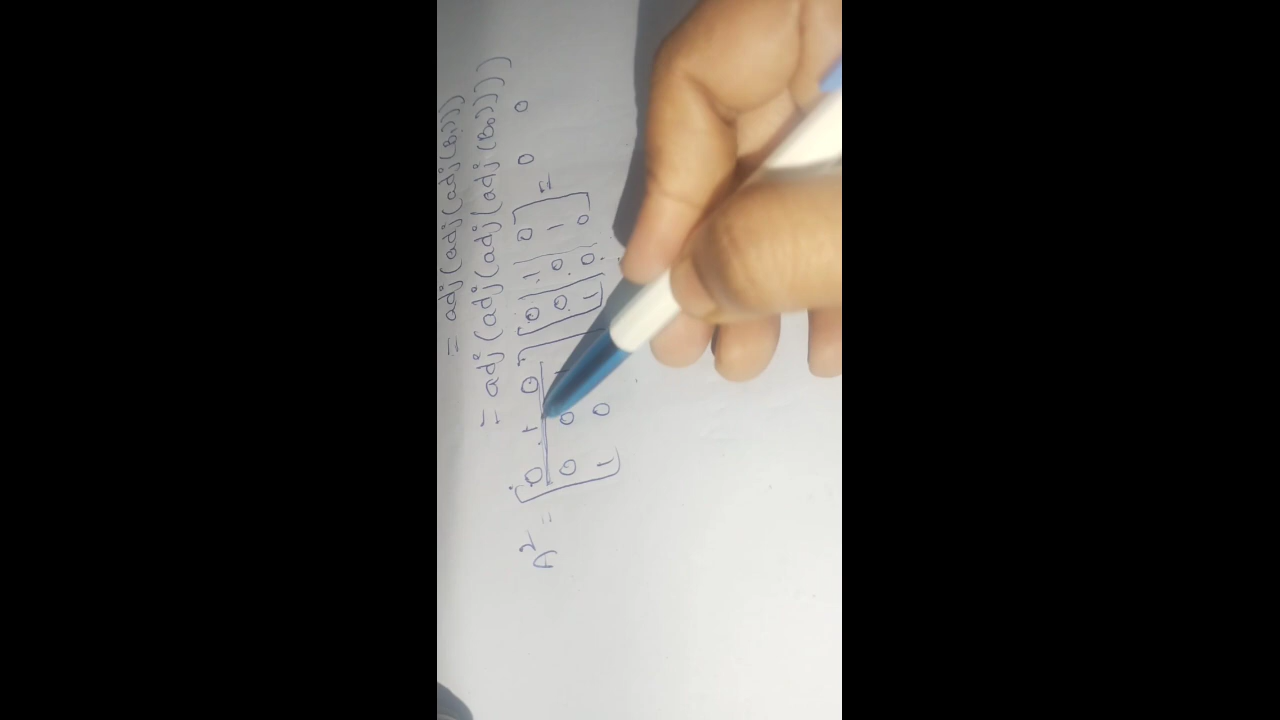 = adj(adj(adj(B₁)))
= adj(adj(adj(adj(B₀))))
A² = [0 1 0] [0 1 0] = 0 0
0 0 1 0 0 1
1 0 1 0 0